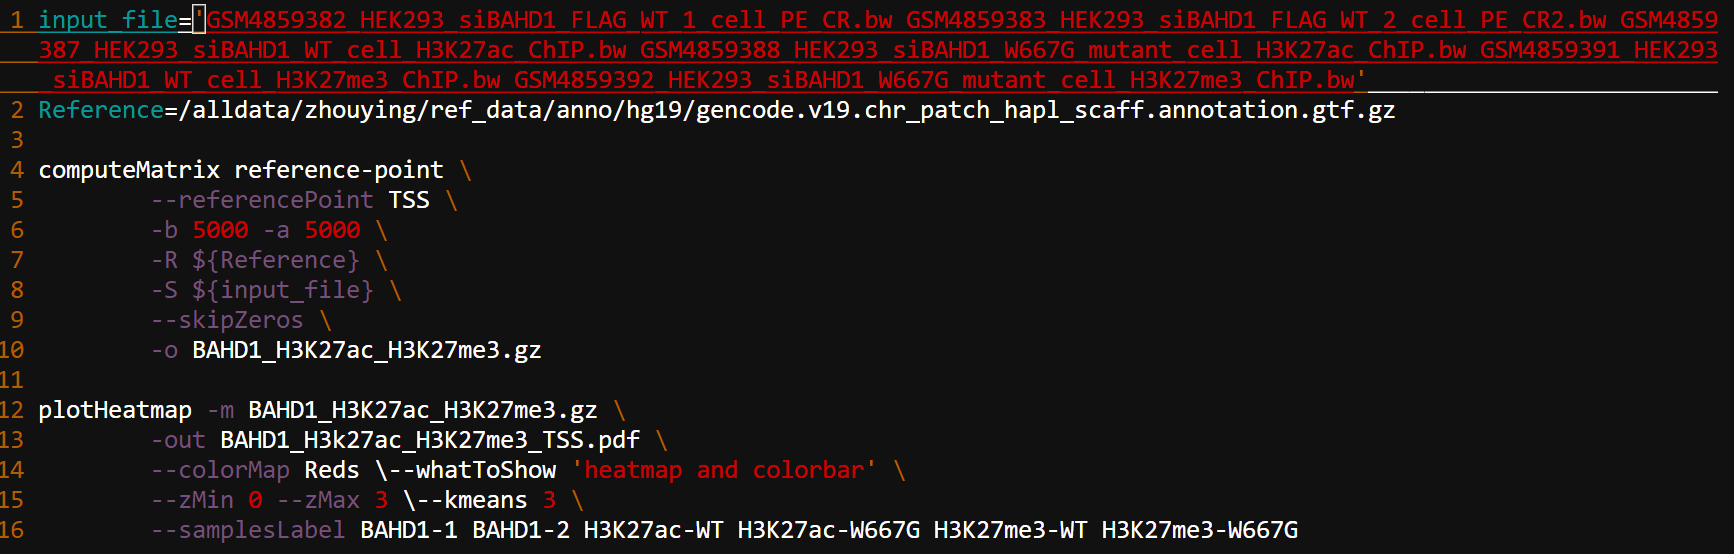 1 input_file='GSM4859382_HEK293_siBAHD1_FLAG_WT_1_cell_PE_CR.bw GSM4859383_HEK293_siBAHD1_FLAG_WT_2_cell_PE_CR2.bw GSM4859
387_HEK293_siBAHD1_WT_cell_H3K27ac_ChIP.bw GSM4859388_HEK293_siBAHD1_W667G_mutant_cell_H3K27ac_ChIP.bw GSM4859391_HEK293
_siBAHD1_WT_cell_H3K27me3_ChIP.bw GSM4859392_HEK293_siBAHD1_W667G_mutant_cell_H3K27me3_ChIP.bw'
2 Reference=/alldata/zhouying/ref_data/anno/hg19/gencode.v19.chr_patch_hapl_scaff.annotation.gtf.gz
3
4 computeMatrix reference-point \
5 --referencePoint TSS \
6 -b 5000 -a 5000 \
7 -R ${Reference} \
8 -S ${input_file} \
9 --skipZeros \
10 -o BAHD1_H3K27ac_H3K27me3.gz
11
12 plotHeatmap -m BAHD1_H3K27ac_H3K27me3.gz \
13 -out BAHD1_H3k27ac_H3K27me3_TSS.pdf \
14 --colorMap Reds \--whatToShow 'heatmap and colorbar' \
15 --zMin 0 --zMax 3 \--kmeans 3 \
16 --samplesLabel BAHD1-1 BAHD1-2 H3K27ac-WT H3K27ac-W667G H3K27me3-WT H3K27me3-W667G